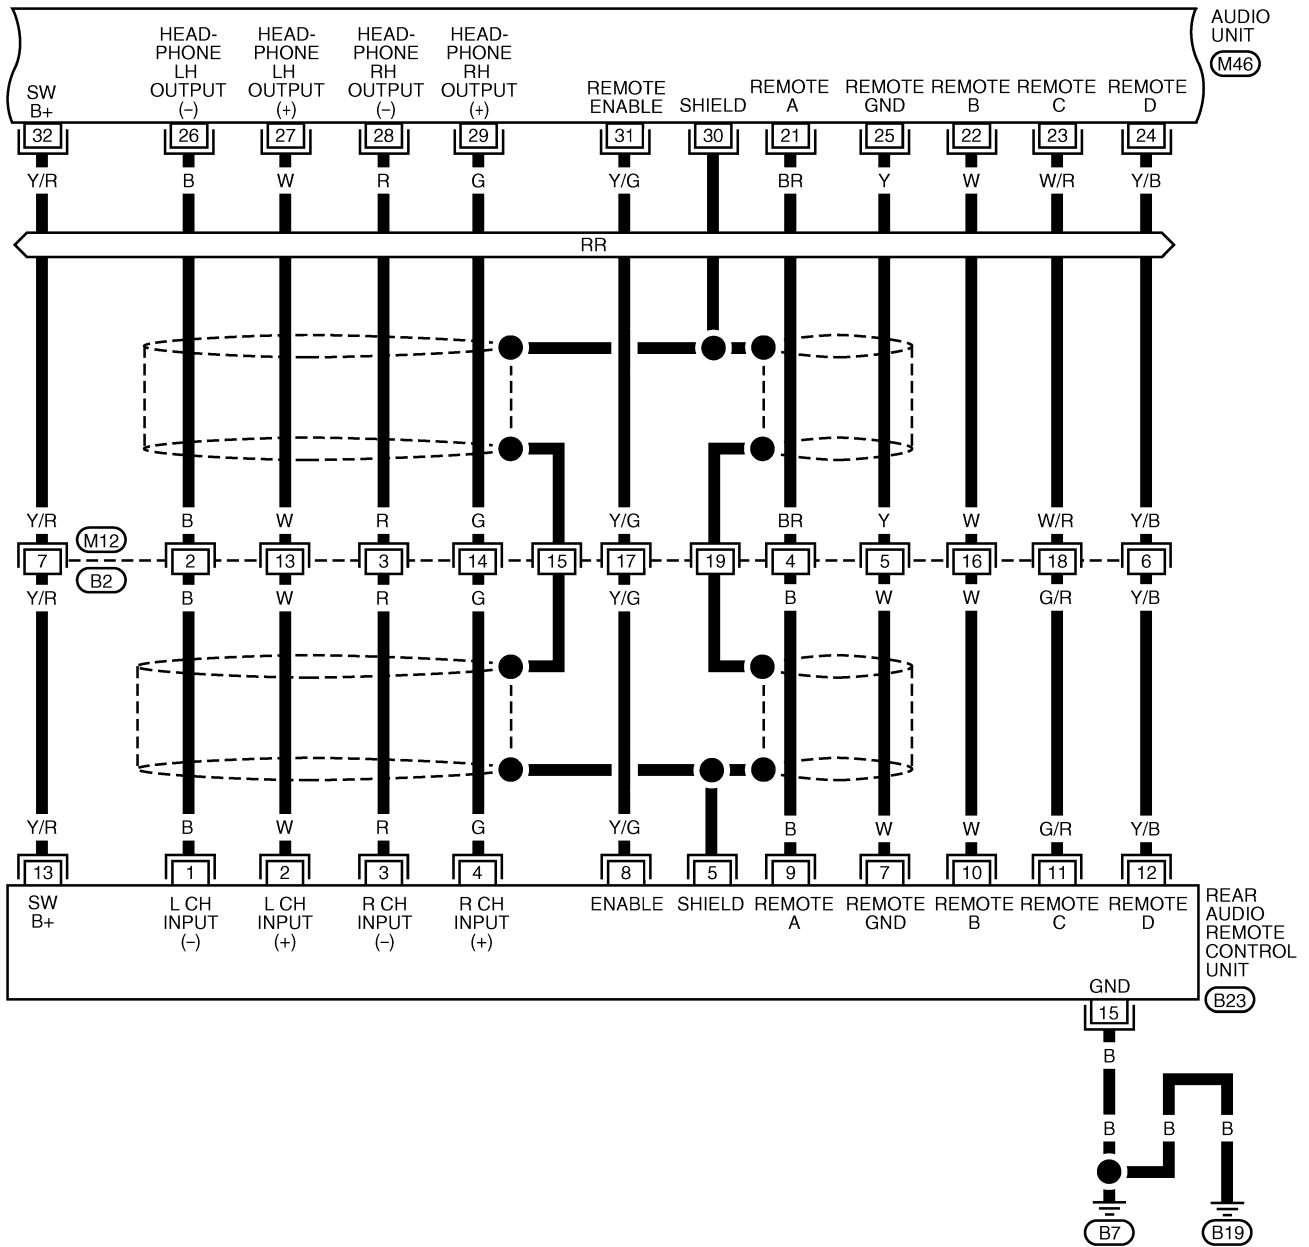 AUDIO
UNIT
M46
SW
B+
HEAD-
PHONE
LH
OUTPUT
(–)
HEAD-
PHONE
LH
OUTPUT
(+)
HEAD-
PHONE
RH
OUTPUT
(–)
HEAD-
PHONE
RH
OUTPUT
(+)
REMOTE
ENABLE
SHIELD
REMOTE
A
REMOTE
GND
REMOTE
B
REMOTE
C
REMOTE
D
32 26 27 28 29 31 30 21 25 22 23 24
Y/R B W R G Y/G BR Y W W/R Y/B
RR
Y/R B W R G Y/G BR Y W W/R Y/B
M12
7 2 13 3 14 15 17 19 4 5 16 18 6
B2
Y/R B W R G Y/G B W W G/R Y/B
Y/R B W R G Y/G B W W G/R Y/B
13 1 2 3 4 8 5 9 7 10 11 12
SW
B+
L CH
INPUT
(–)
L CH
INPUT
(+)
R CH
INPUT
(–)
R CH
INPUT
(+)
ENABLE
SHIELD
REMOTE
A
REMOTE
GND
REMOTE
B
REMOTE
C
REMOTE
D
REAR
AUDIO
REMOTE
CONTROL
UNIT
B23
GND
15
B
B B B
B7 B19